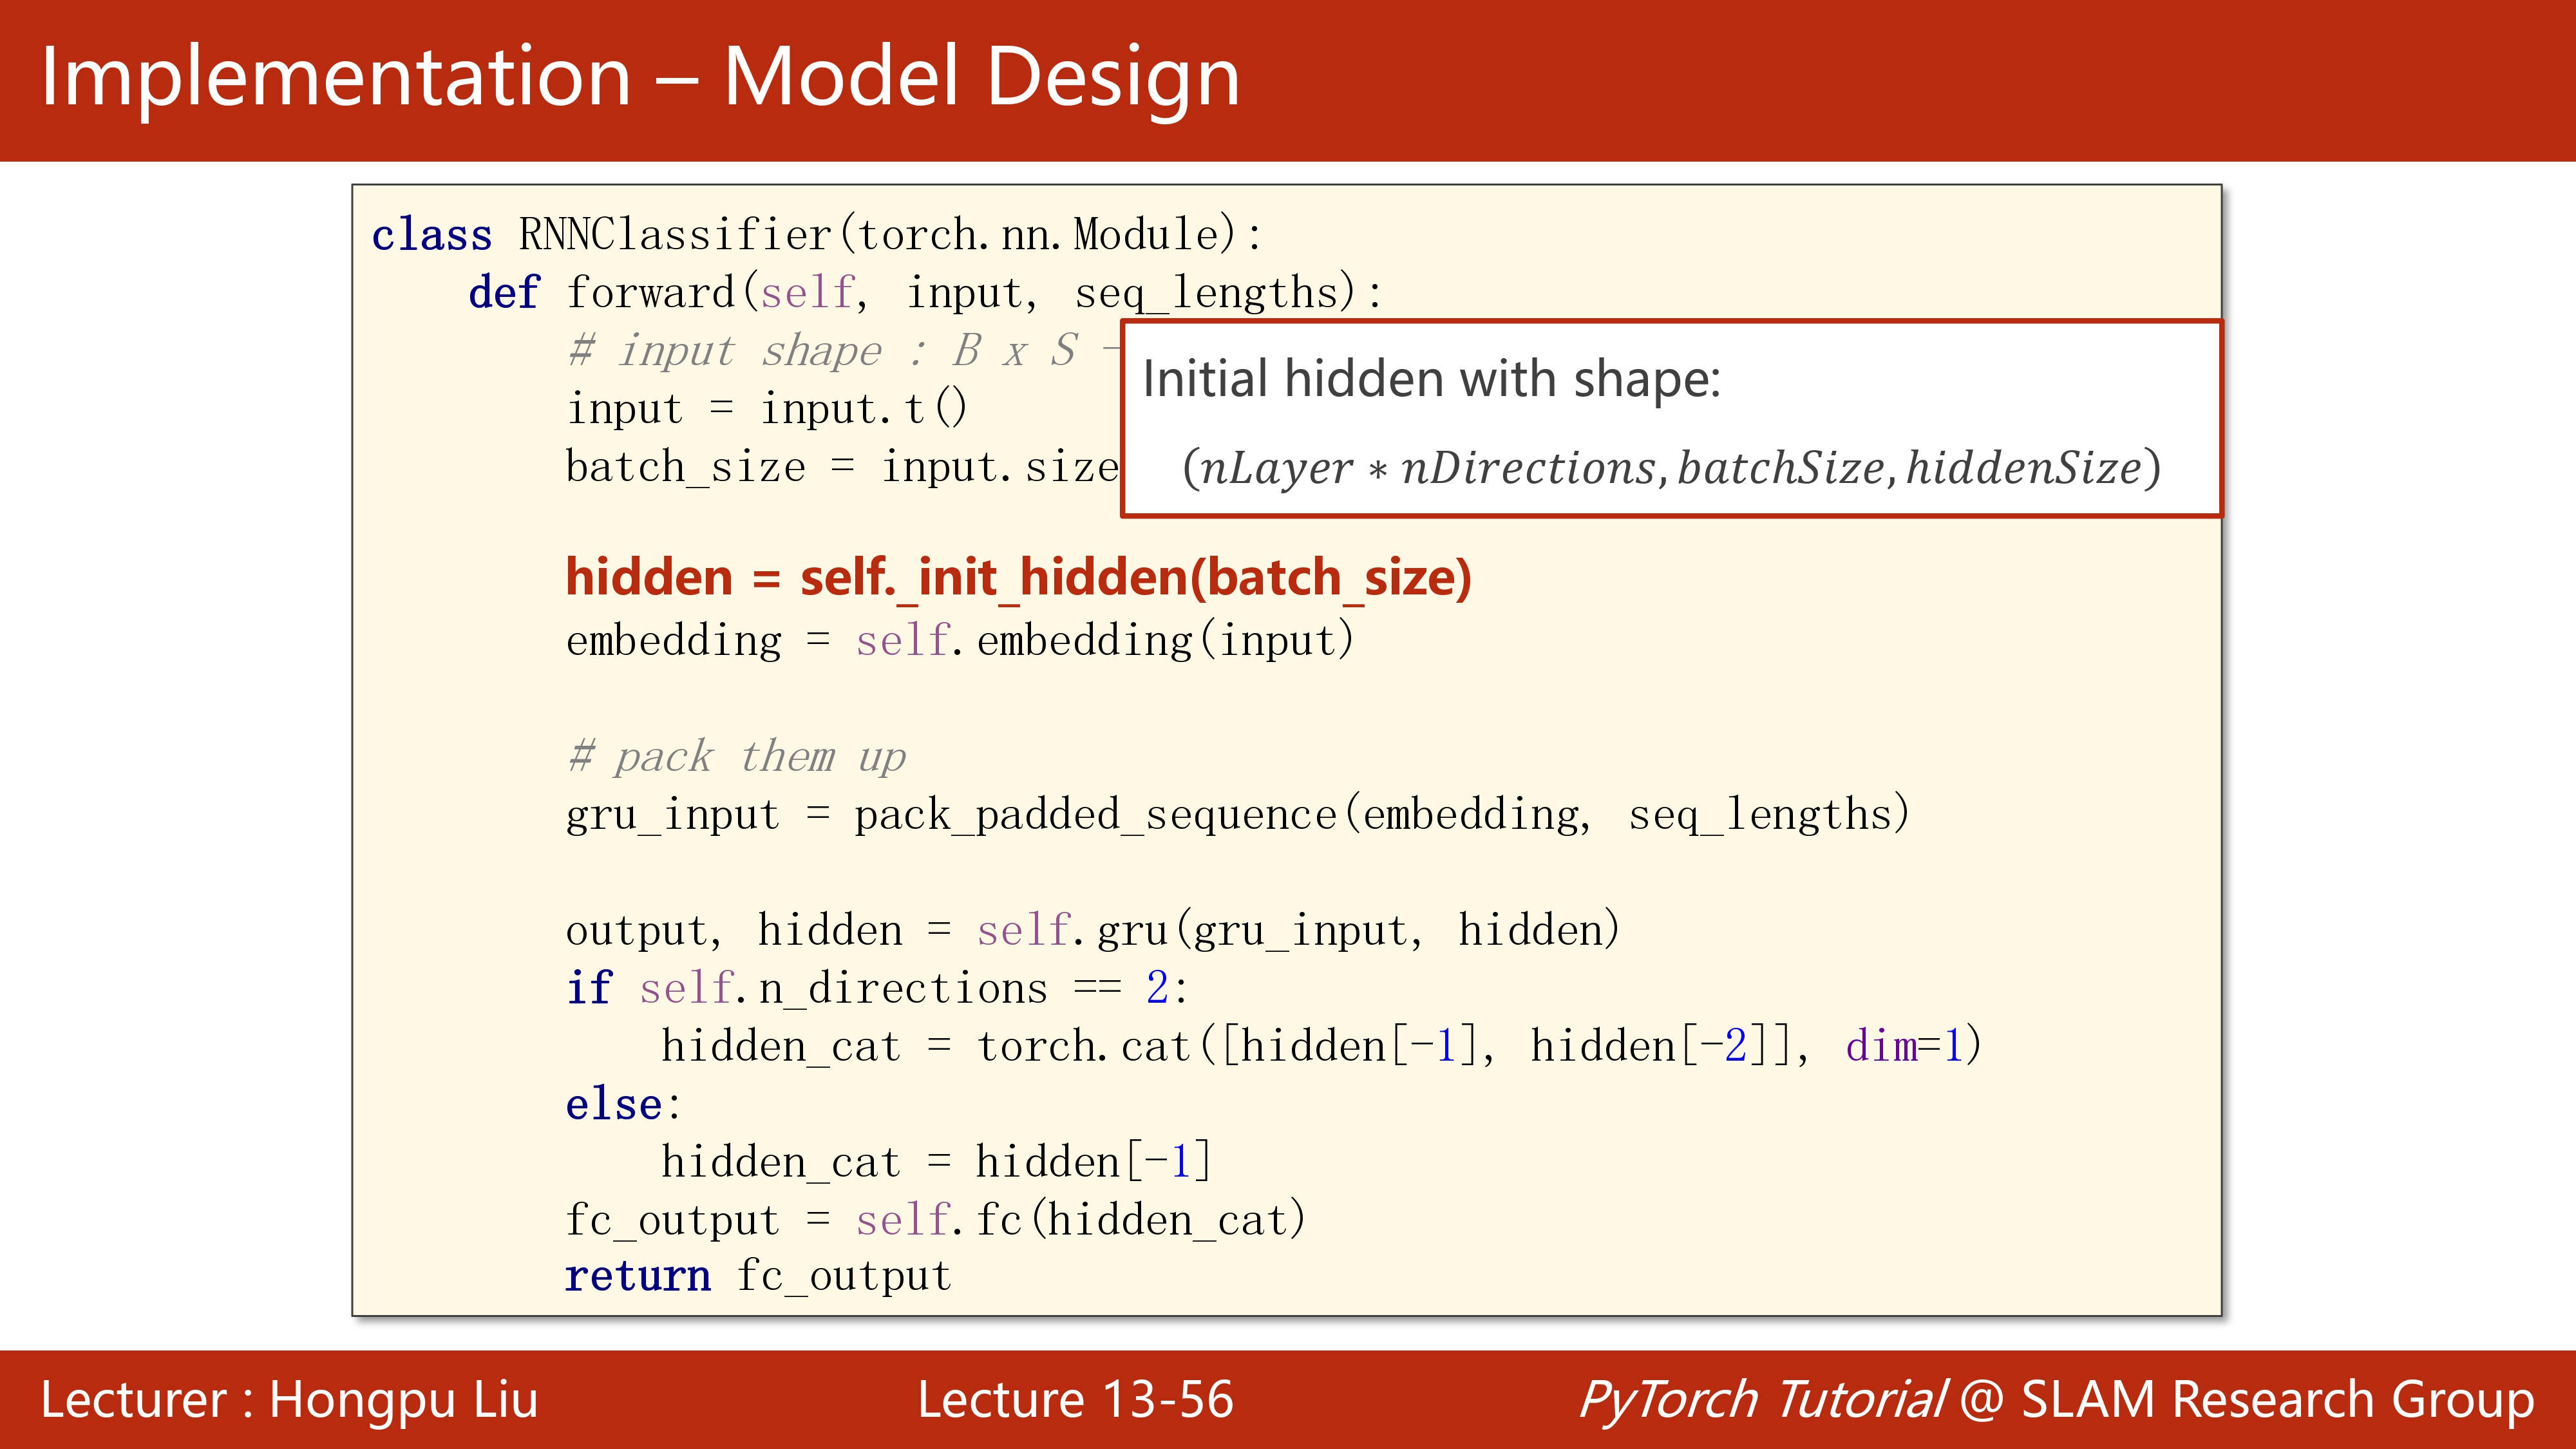 Implementation – Model Design
class RNNClassifier(torch.nn.Module):
def forward(self, input, seq_lengths):
# input shape : B x S -
input = input.t()
batch_size = input.size
Initial hidden with shape:
(nLayer ∗ nDirections, batchSize, hiddenSize)
hidden = self._init_hidden(batch_size)
embedding = self.embedding(input)
# pack them up
gru_input = pack_padded_sequence(embedding, seq_lengths)
output, hidden = self.gru(gru_input, hidden)
if self.n_directions == 2:
hidden_cat = torch.cat([hidden[-1], hidden[-2]], dim=1)
else:
hidden_cat = hidden[-1]
fc_output = self.fc(hidden_cat)
return fc_output
Lecturer : Hongpu Liu
Lecture 13-56
PyTorch Tutorial @ SLAM Research Group